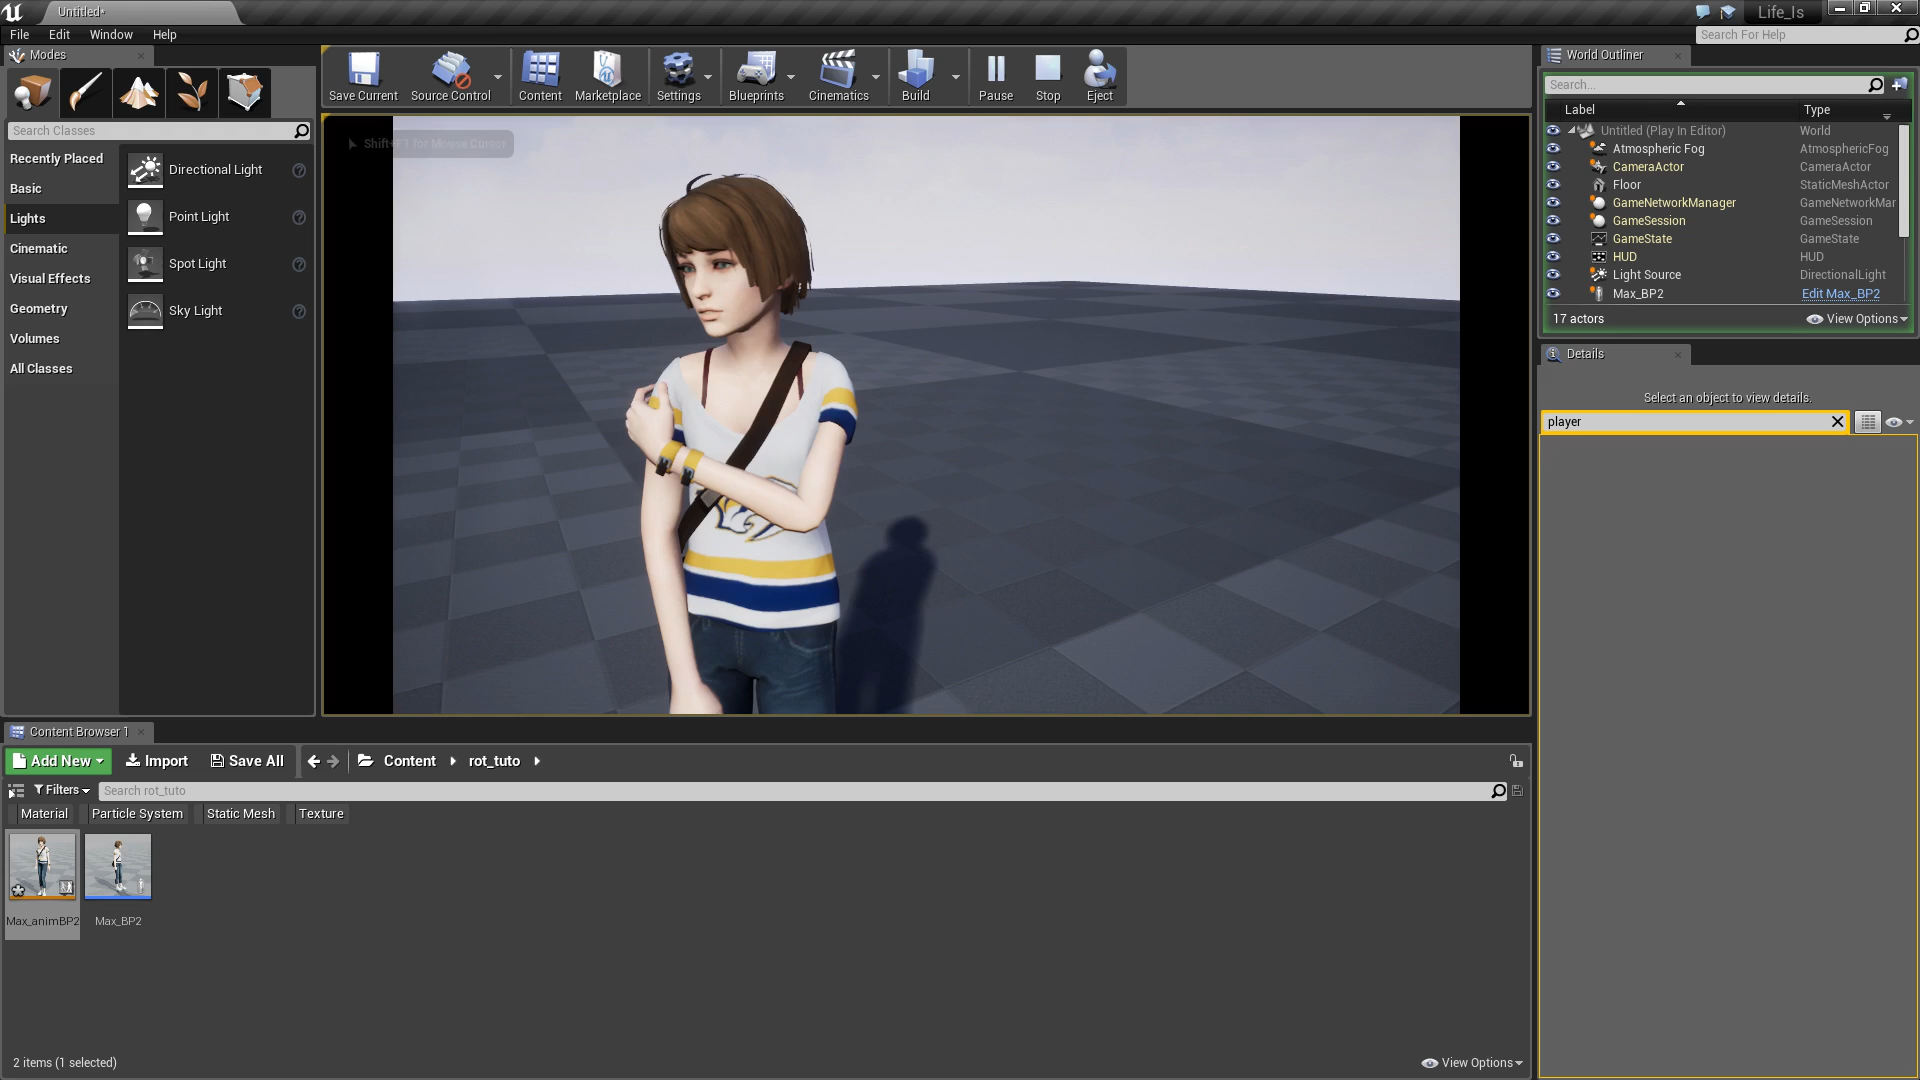 Untitled*
Life_Is
File Edit Window Help
Search For Help
Modes
Search Classes
Recently Placed
Basic
Lights
Cinematic
Visual Effects
Geometry
Volumes
All Classes
Directional Light
Point Light
Spot Light
Sky Light
Save Current Source Control Content Marketplace Settings Blueprints Cinematics Build Pause Stop Eject
Shift+F1 for Mouse Cursor
World Outliner
Search...
Label Type
Untitled (Play In Editor) World
Atmospheric Fog AtmosphericFog
CameraActor CameraActor
Floor StaticMeshActor
GameNetworkManager GameNetworkMar
GameSession GameSession
GameState GameState
HUD HUD
Light Source DirectionalLight
Max_BP2 Edit Max_BP2
17 actors View Options
Details
Select an object to view details.
player
Content Browser 1
Add New Import Save All Content rot_tuto
Filters Search rot_tuto
Material Particle System Static Mesh Texture
Max_animBP2 Max_BP2
2 items (1 selected) View Options